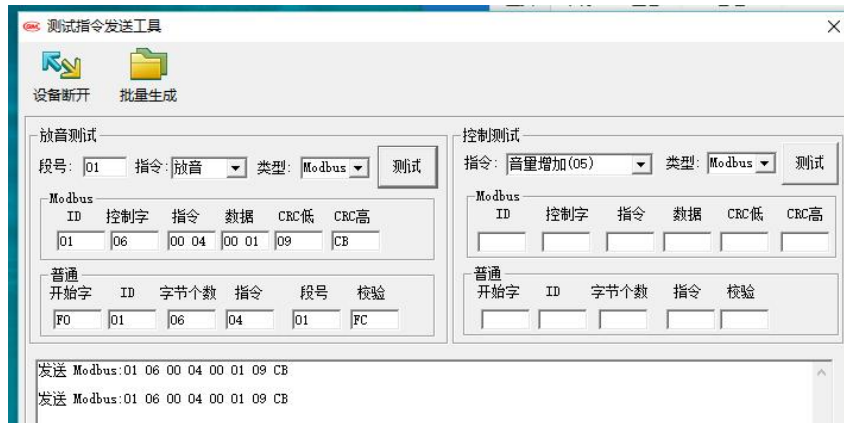 测试指令发送工具
设备断开
批量生成
放音测试
段号: 01 指令: 放音 类型: Modbus 测试
Modbus
ID 控制字 指令 数据 CRC低 CRC高
01 06 00 04 00 01 09 CB
普通
开始字 ID 字节个数 指令 段号 校验
F0 01 06 04 01 FC
控制测试
指令: 音量增加(05) 类型: Modbus 测试
Modbus
ID 控制字 指令 数据 CRC低 CRC高
普通
开始字 ID 字节个数 指令 校验
发送 Modbus:01 06 00 04 00 01 09 CB
发送 Modbus:01 06 00 04 00 01 09 CB